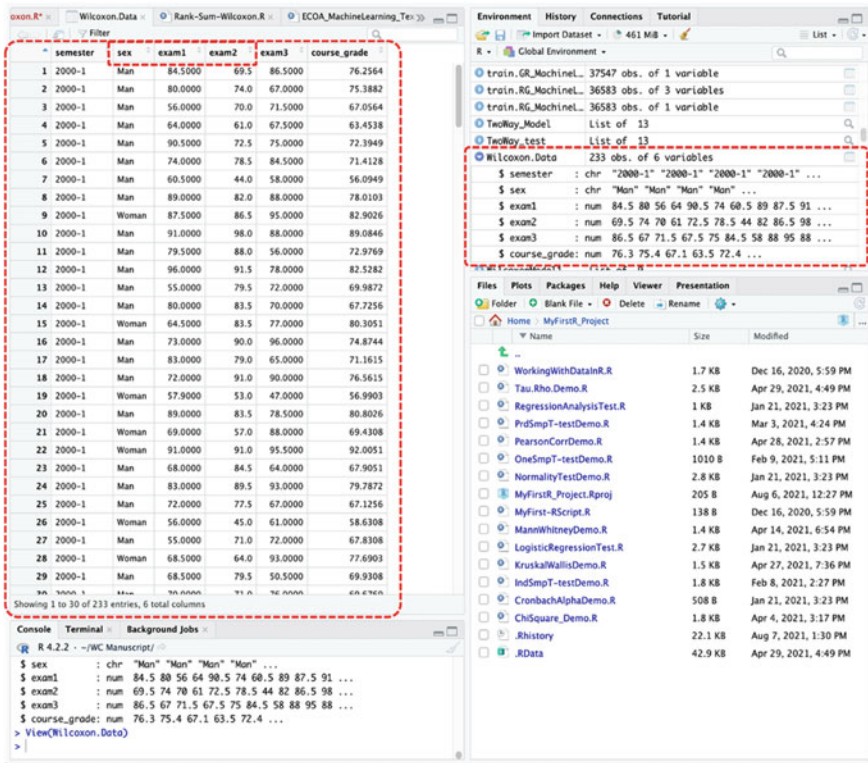 oxon.R* × Wilcoxon.Data × Rank-Sum-Wilcoxon.R × ECOA_MachineLearning_Te
Filter
semester sex exam1 exam2 exam3 course_grade
1 2000-1 Man 84.5000 69.5 86.5000 76.2564
2 2000-1 Man 80.0000 74.0 67.0000 75.3882
3 2000-1 Man 56.0000 70.0 71.5000 67.0564
4 2000-1 Man 64.0000 61.0 67.5000 63.4538
5 2000-1 Man 90.5000 72.5 75.0000 72.3949
6 2000-1 Man 74.0000 78.5 84.5000 71.4128
7 2000-1 Man 60.5000 44.0 58.0000 56.0949
8 2000-1 Man 89.0000 82.0 88.0000 78.0103
9 2000-1 Woman 87.5000 86.5 95.0000 82.9026
10 2000-1 Man 91.0000 98.0 88.0000 89.0846
11 2000-1 Man 79.5000 88.0 56.0000 72.9769
12 2000-1 Man 96.0000 91.5 78.0000 82.5282
13 2000-1 Man 55.0000 79.5 72.0000 69.9872
14 2000-1 Man 80.0000 83.5 70.0000 67.7256
15 2000-1 Woman 64.5000 83.5 77.0000 80.3051
16 2000-1 Man 73.0000 90.0 96.0000 74.8744
17 2000-1 Man 83.0000 79.0 65.0000 71.1615
18 2000-1 Man 72.0000 91.0 90.0000 76.5615
19 2000-1 Woman 57.9000 53.0 47.0000 56.9903
20 2000-1 Man 89.0000 83.5 78.5000 80.8026
21 2000-1 Woman 69.0000 57.0 88.0000 69.4308
22 2000-1 Woman 91.0000 91.0 95.5000 92.0051
23 2000-1 Man 68.0000 84.5 64.0000 67.9051
24 2000-1 Man 83.0000 89.5 93.0000 79.7872
25 2000-1 Man 72.0000 77.5 67.0000 67.1256
26 2000-1 Woman 56.0000 45.0 61.0000 58.6308
27 2000-1 Man 55.0000 71.0 72.0000 67.8308
28 2000-1 Woman 68.5000 64.0 93.0000 77.6903
29 2000-1 Man 68.5000 79.5 50.5000 69.9308
Showing 1 to 30 of 233 entries, 6 total columns
Console Terminal × Background Jobs ×
R 4.2.2 · ~/WC Manuscript/
$ sex : chr "Man" "Man" "Man" "Man" ...
$ exam1 : num 84.5 80 56 64 90.5 74 60.5 89 87.5 91 ...
$ exam2 : num 69.5 74 70 61 72.5 78.5 44 82 86.5 98 ...
$ exam3 : num 86.5 67 71.5 67.5 75 84.5 58 88 95 88 ...
$ course_grade: num 76.3 75.4 67.1 63.5 72.4 ...
> View(Wilcoxon.Data)
>
Environment History Connections Tutorial
Import Dataset 461 MiB List
R Global Environment
train.GR_MachineL… 37547 obs. of 1 variable
train.RG_MachineL… 36583 obs. of 3 variables
train.RG_MachineL… 36583 obs. of 1 variable
TwoWay_Model List of 13
TwoWay_test List of 13
Wilcoxon.Data 233 obs. of 6 variables
$ semester : chr "2000-1" "2000-1" "2000-1" "2000-1" ...
$ sex : chr "Man" "Man" "Man" "Man" ...
$ exam1 : num 84.5 80 56 64 90.5 74 60.5 89 87.5 91 ...
$ exam2 : num 69.5 74 70 61 72.5 78.5 44 82 86.5 98 ...
$ exam3 : num 86.5 67 71.5 67.5 75 84.5 58 88 95 88 ...
$ course_grade: num 76.3 75.4 67.1 63.5 72.4 ...
Files Plots Packages Help Viewer Presentation
Folder Blank File Delete Rename
Home MyFirstR_Project
Name Size Modified
..
WorkingWithDataInR.R 1.7 KB Dec 16, 2020, 5:59 PM
Tau.Rho.Demo.R 2.5 KB Apr 29, 2021, 4:49 PM
RegressionAnalysisTest.R 1 KB Jan 21, 2021, 3:23 PM
PrdSmpT-testDemo.R 1.4 KB Mar 3, 2021, 4:24 PM
PearsonCorrDemo.R 1.4 KB Apr 28, 2021, 2:57 PM
OneSmpT-testDemo.R 1010 B Feb 9, 2021, 5:11 PM
NormalityTestDemo.R 2.8 KB Jan 21, 2021, 3:23 PM
MyFirstR_Project.Rproj 205 B Aug 6, 2021, 12:27 PM
MyFirst-RScript.R 138 B Dec 16, 2020, 5:59 PM
MannWhitneyDemo.R 1.4 KB Apr 14, 2021, 6:54 PM
LogisticRegressionTest.R 2.7 KB Jan 21, 2021, 3:23 PM
KruskalWallisDemo.R 1.5 KB Apr 27, 2021, 7:36 PM
IndSmpT-testDemo.R 1.8 KB Feb 8, 2021, 2:27 PM
CronbachAlphaDemo.R 508 B Jan 21, 2021, 3:23 PM
ChiSquare_Demo.R 1.8 KB Apr 4, 2021, 3:17 PM
.Rhistory 22.1 KB Aug 7, 2021, 1:30 PM
.RData 42.9 KB Apr 29, 2021, 4:49 PM